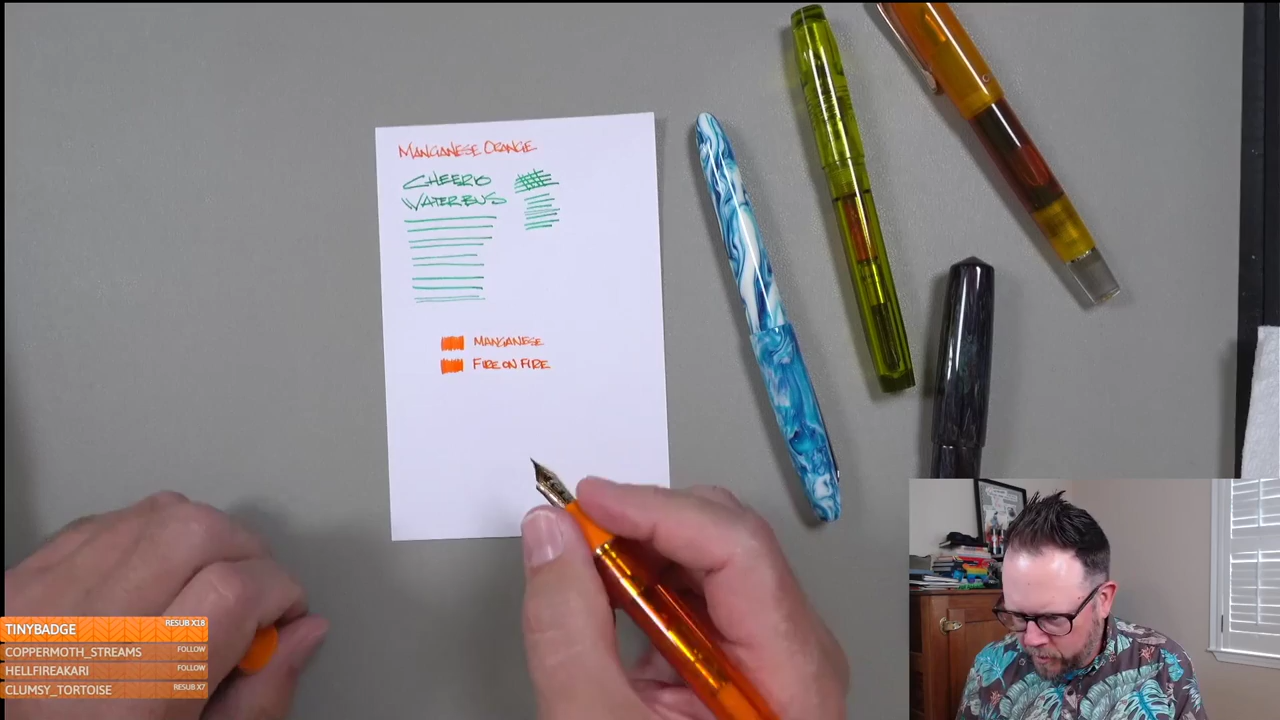 MANGANESE ORANGE
CHEERIO
WATERBUS
MANGANESE
FIRE ON FIRE
TINYBADGE RESUB X18
COPPERMOTH_STREAMS FOLLOW
HELLFIREAKARI FOLLOW
CLUMSY_TORTOISE RESUB X7